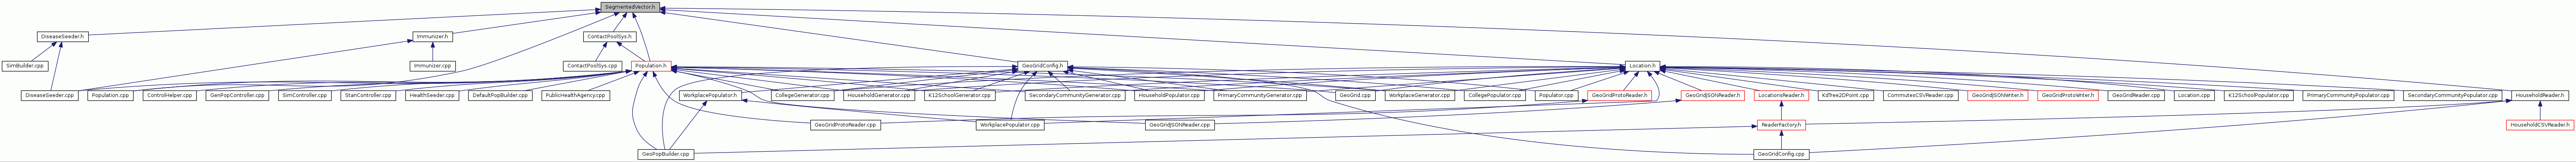 SegmentedVector.h
DiseaseSeeder.h
Immunizer.h
ContactPoolSys.h
SimBuilder.cpp
Immunizer.cpp
ContactPoolSys.cpp
Population.h
GeoGridConfig.h
Location.h
DiseaseSeeder.cpp
Population.cpp
ControlHelper.cpp
GenPopController.cpp
SimController.cpp
StanController.cpp
HealthSeeder.cpp
DefaultPopBuilder.cpp
PublicHealthAgency.cpp
WorkplacePopulator.h
CollegeGenerator.cpp
HouseholdGenerator.cpp
K12SchoolGenerator.cpp
SecondaryCommunityGenerator.cpp
HouseholdPopulator.cpp
PrimaryCommunityGenerator.cpp
GeoGrid.cpp
WorkplaceGenerator.cpp
CollegePopulator.cpp
Populator.cpp
GeoGridProtoReader.h
GeoGridJSONReader.h
LocationsReader.h
KdTree2DPoint.cpp
CommutesCSVReader.cpp
GeoGridJSONWriter.h
GeoGridProtoWriter.h
GeoGridReader.cpp
Location.cpp
K12SchoolPopulator.cpp
PrimaryCommunityPopulator.cpp
SecondaryCommunityPopulator.cpp
HouseholdReader.h
GeoGridProtoReader.cpp
WorkplacePopulator.cpp
GeoGridJSONReader.cpp
ReaderFactory.h
HouseholdCSVReader.h
GeoPopBuilder.cpp
GeoGridConfig.cpp